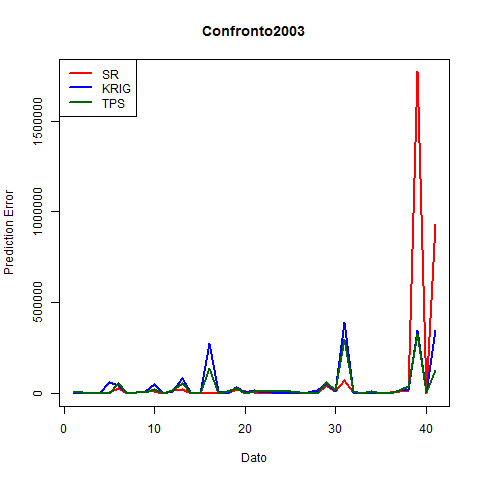 Confronto2003
SR
KRIG
TPS
Prediction Error
1500000
1000000
500000
0
0 10 20 30 40
Dato